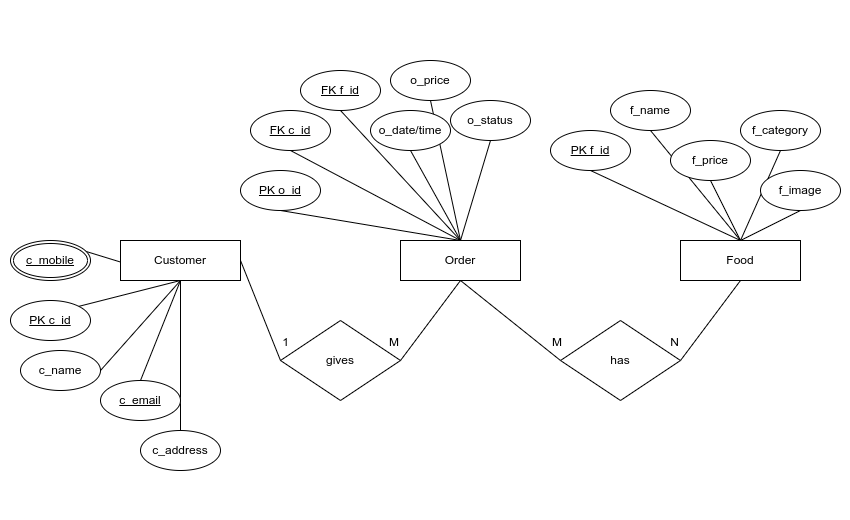 o_price
FK f_id
f_name
o_status
FK c_id
o_date/time
f_category
PK f_id
f_price
PK o_id
f_image
c_mobile
Customer
Order
Food
PK c_id
1
M
M
N
gives
has
c_name
c_email
c_address